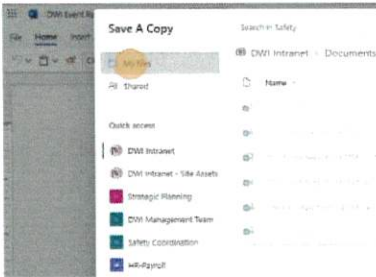 DWI Event
File Home Insert
Save A Copy
My files
Shared
Quick access
DWI Intranet
DWI Intranet - Site Assets
Strategic Planning
DWI Management Team
Safety Coordination
HR-Payroll
Search in Safety
DWI Intranet Documents
Name